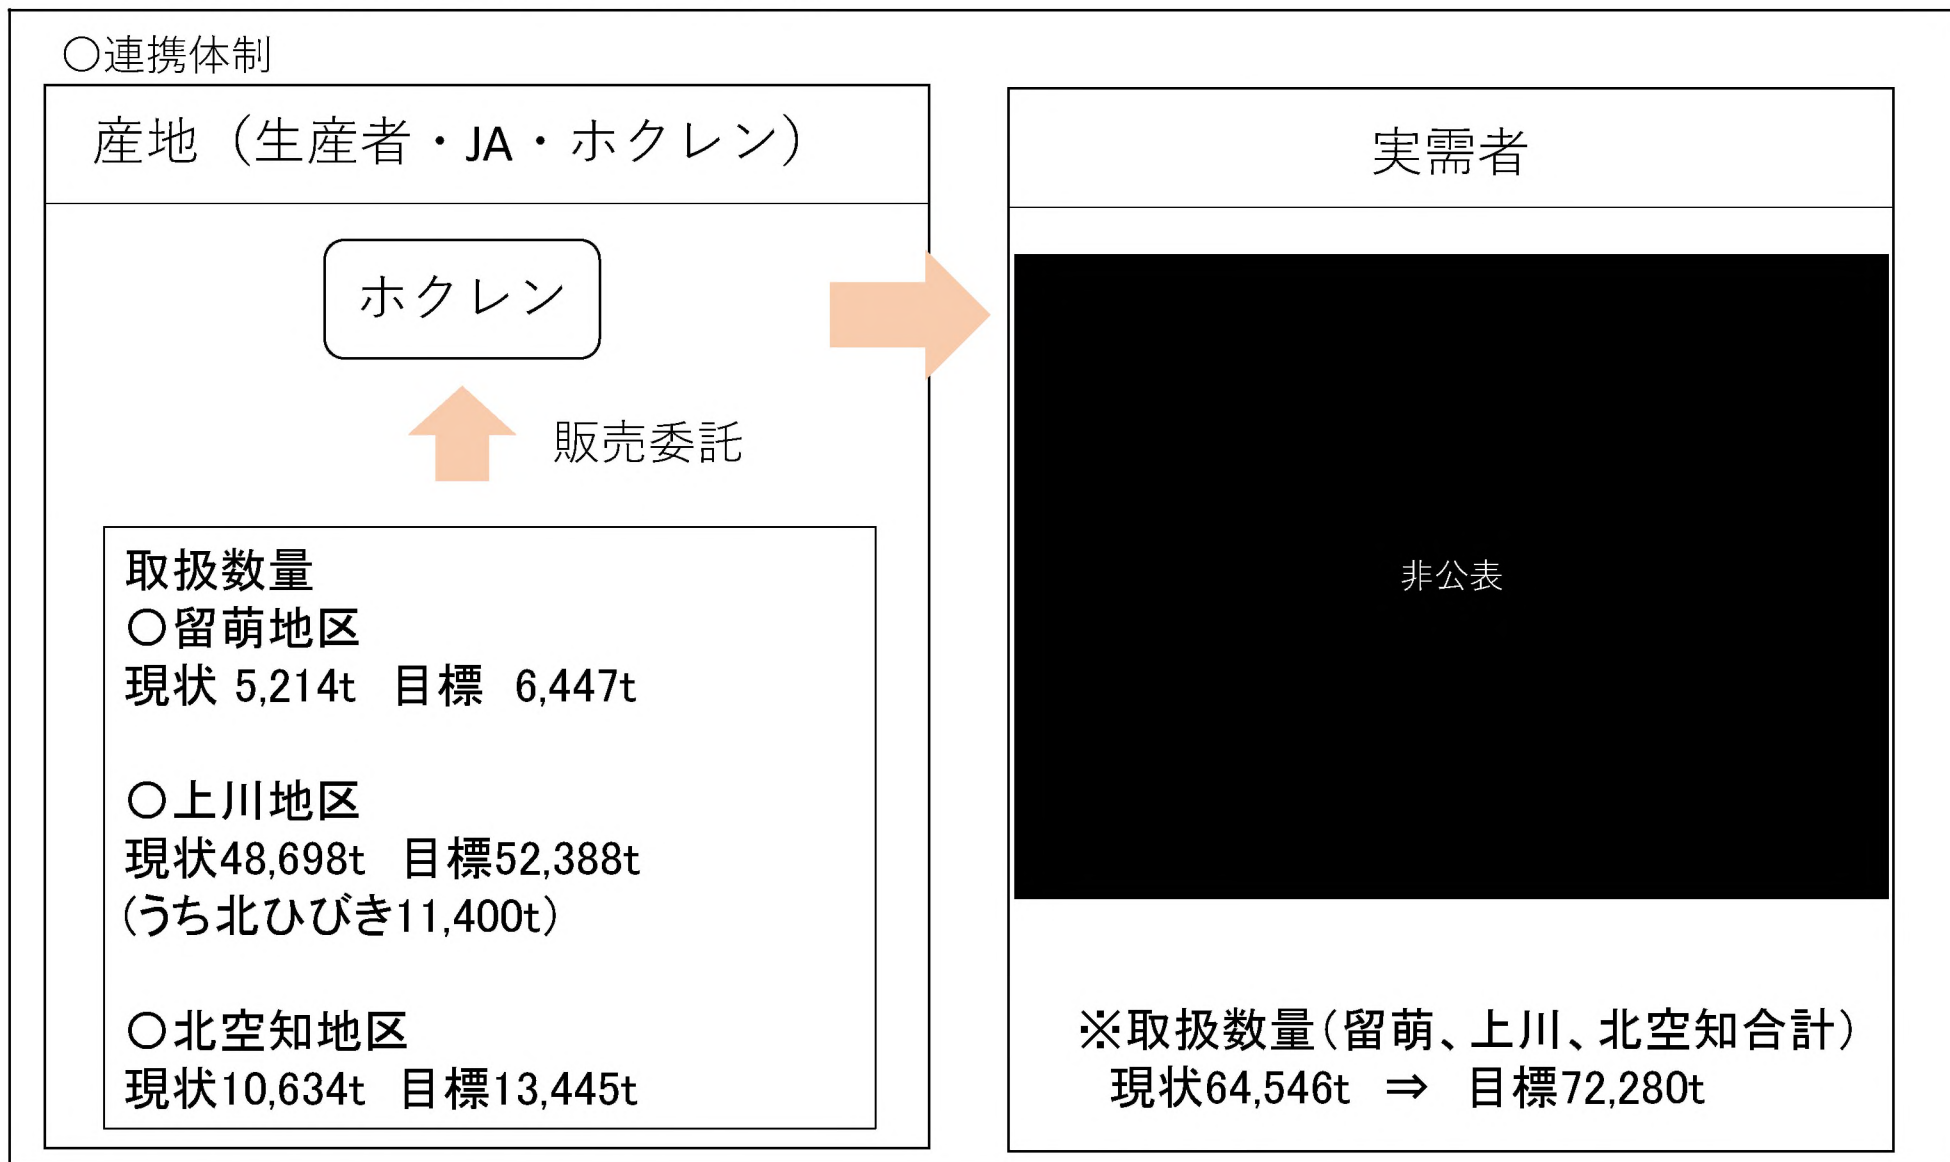 ○連携体制
産地（生産者・JA・ホクレン）
ホクレン
販売委託
取扱数量
○留萌地区
現状 5,214t 目標 6,447t
○上川地区
現状48,698t 目標52,388t
(うち北ひびき11,400t)
○北空知地区
現状10,634t 目標13,445t
実需者
非公表
※取扱数量(留萌、上川、北空知合計)
現状64,546t ⇒ 目標72,280t